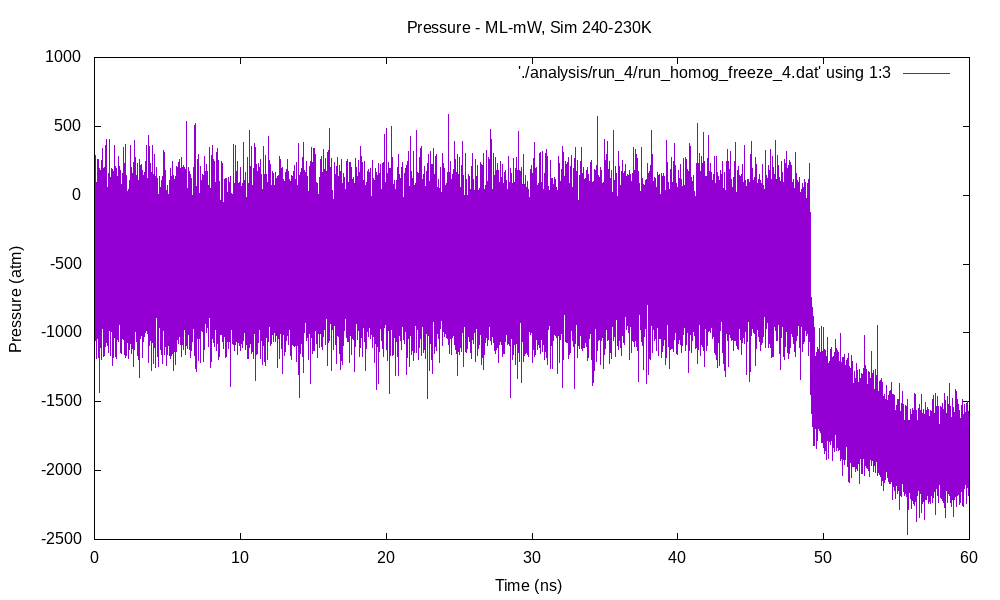 Pressure - ML-mW, Sim 240-230K
'./analysis/run_4/run_homog_freeze_4.dat' using 1:3
1000
500
0
-500
-1000
-1500
-2000
-2500
Pressure (atm)
0 10 20 30 40 50 60
Time (ns)